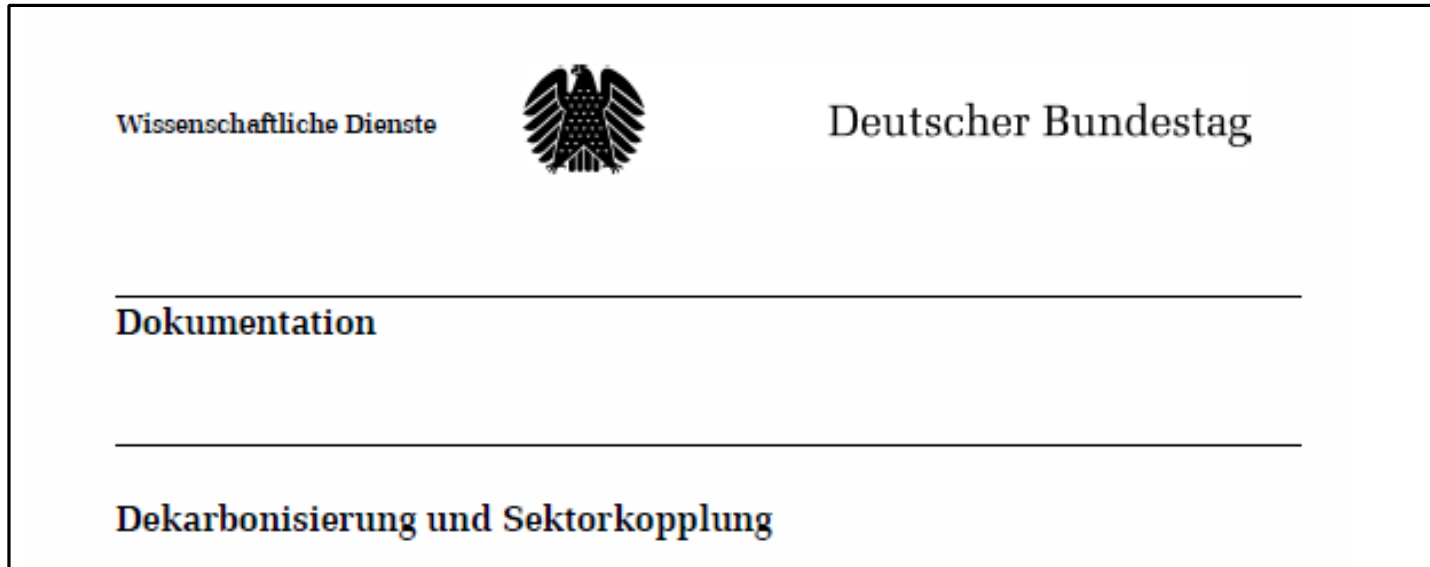 Wissenschaftliche Dienste
Deutscher Bundestag
Dokumentation
Dekarbonisierung und Sektorkopplung